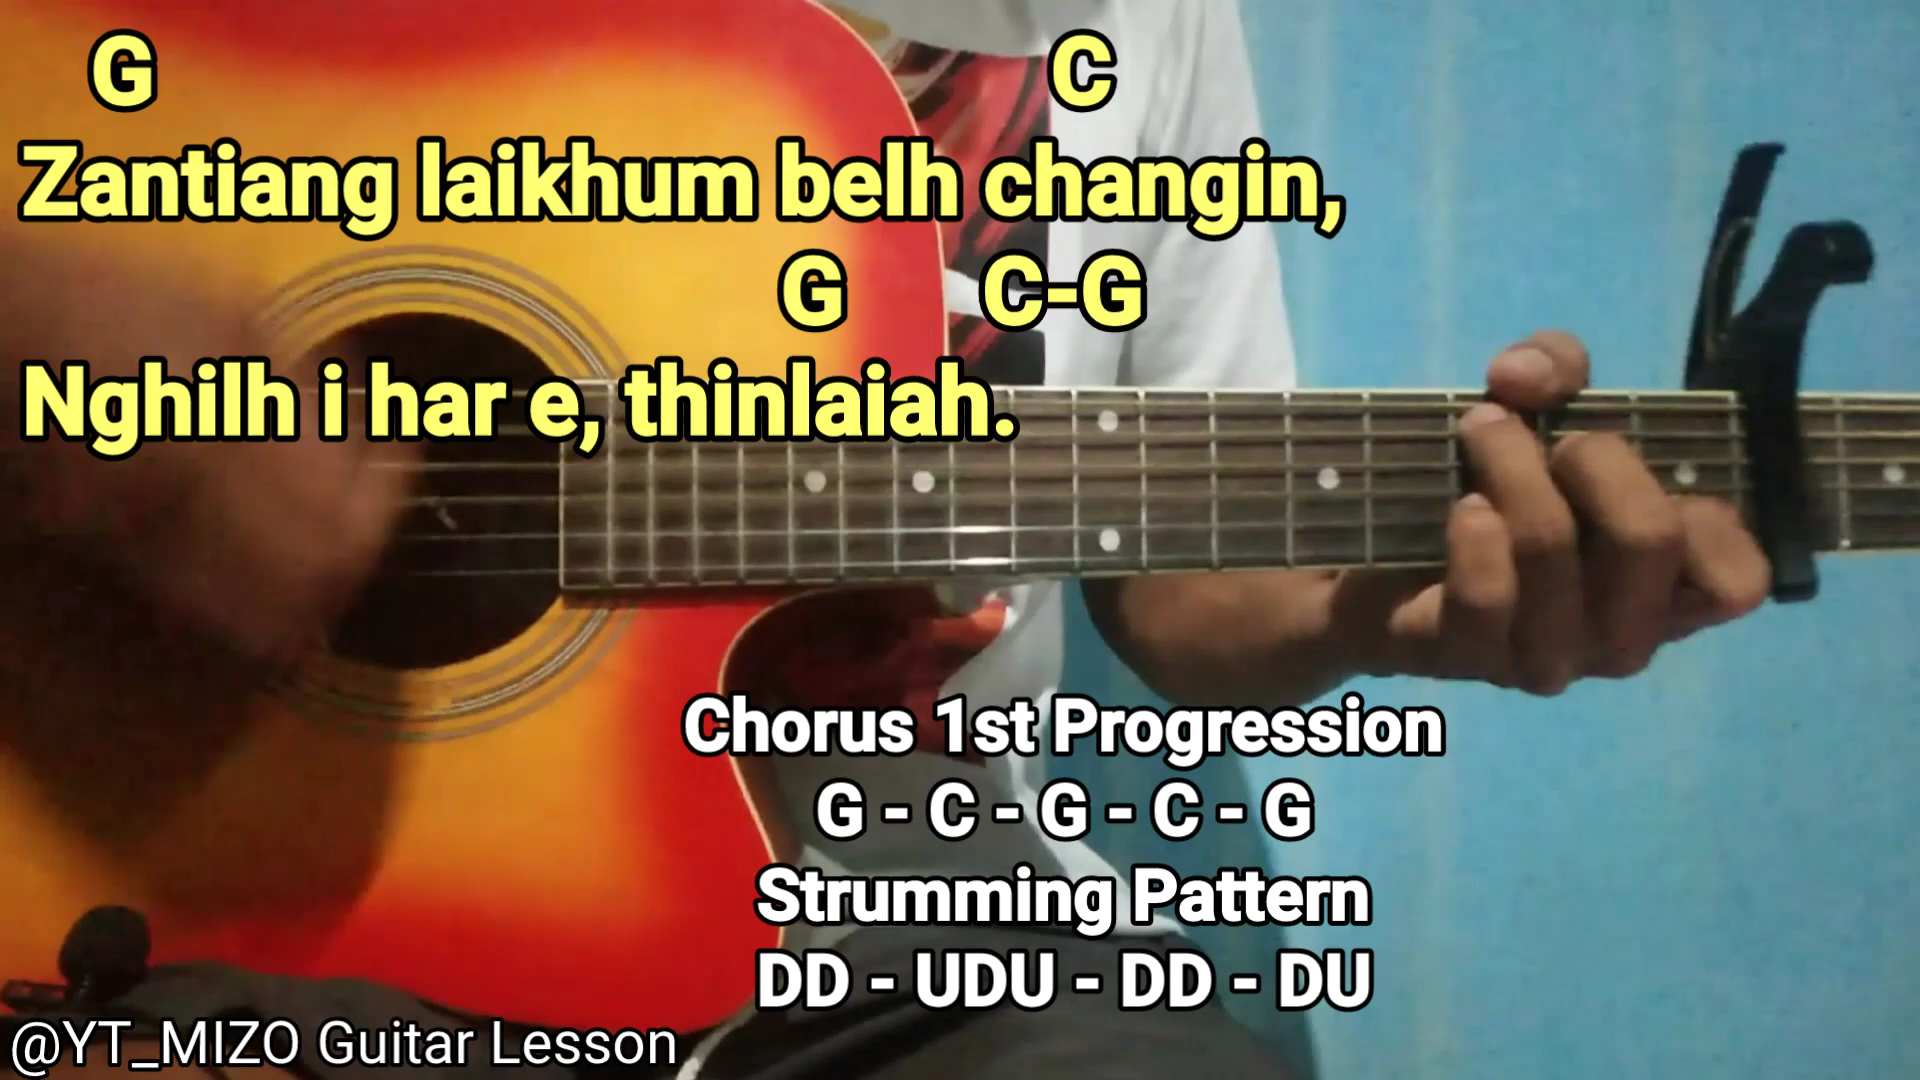 G C
Zantiang laikhum belh changin,
G C-G
Nghilh i har e, thinlaiah.
Chorus 1st Progression
G - C - G - C - G
Strumming Pattern
DD - UDU - DD - DU
@YT_MIZO Guitar Lesson